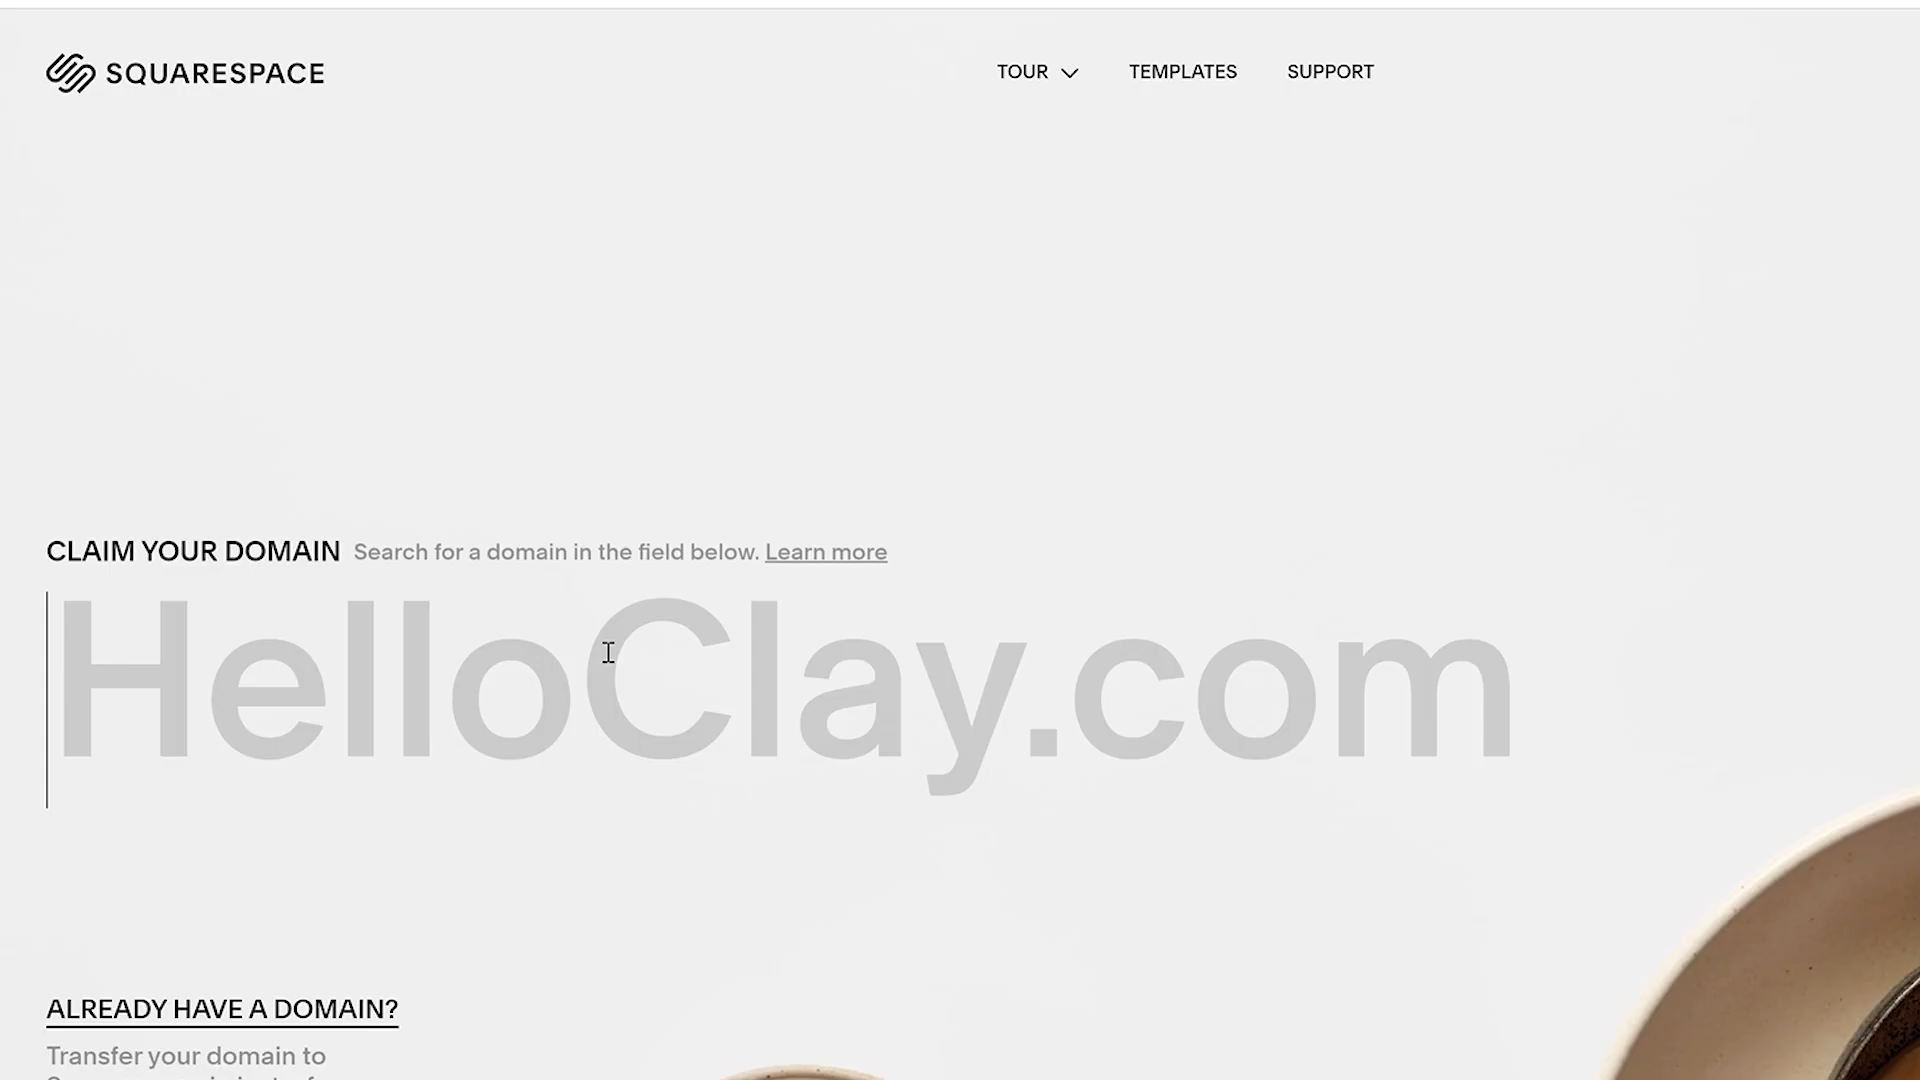 SQUARESPACE
TOUR TEMPLATES SUPPORT
CLAIM YOUR DOMAIN Search for a domain in the field below. Learn more
HelloClay.com
ALREADY HAVE A DOMAIN?
Transfer your domain to